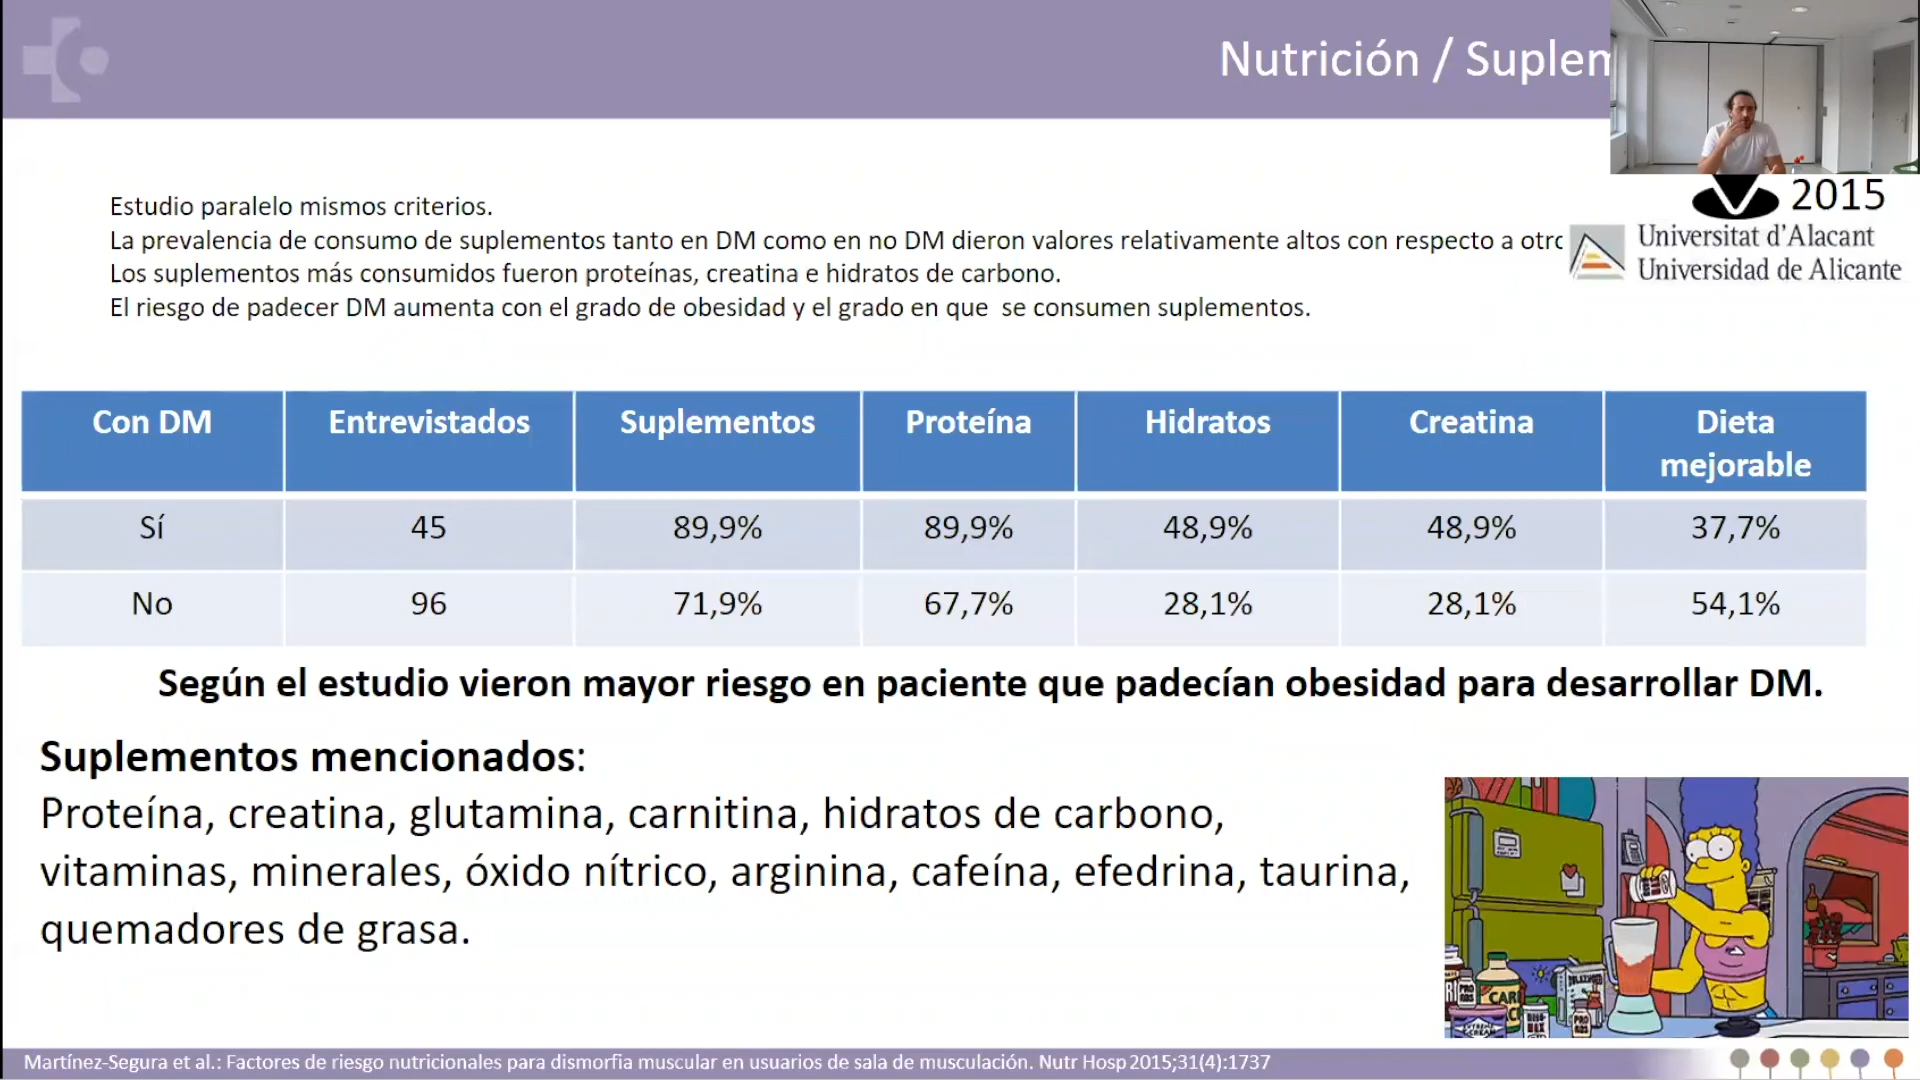 Nutrición / Suplem
2015
Universitat d'Alacant
Universidad de Alicante
Estudio paralelo mismos criterios.
La prevalencia de consumo de suplementos tanto en DM como en no DM dieron valores relativamente altos con respecto a otro
Los suplementos más consumidos fueron proteínas, creatina e hidratos de carbono.
El riesgo de padecer DM aumenta con el grado de obesidad y el grado en que se consumen suplementos.
Con DM Entrevistados Suplementos Proteína Hidratos Creatina Dieta mejorable
Sí 45 89,9% 89,9% 48,9% 48,9% 37,7%
No 96 71,9% 67,7% 28,1% 28,1% 54,1%
Según el estudio vieron mayor riesgo en paciente que padecían obesidad para desarrollar DM.
Suplementos mencionados:
Proteína, creatina, glutamina, carnitina, hidratos de carbono,
vitaminas, minerales, óxido nítrico, arginina, cafeína, efedrina, taurina,
quemadores de grasa.
Martínez-Segura et al.: Factores de riesgo nutricionales para dismorfia muscular en usuarios de sala de musculación. Nutr Hosp 2015;31(4):1737